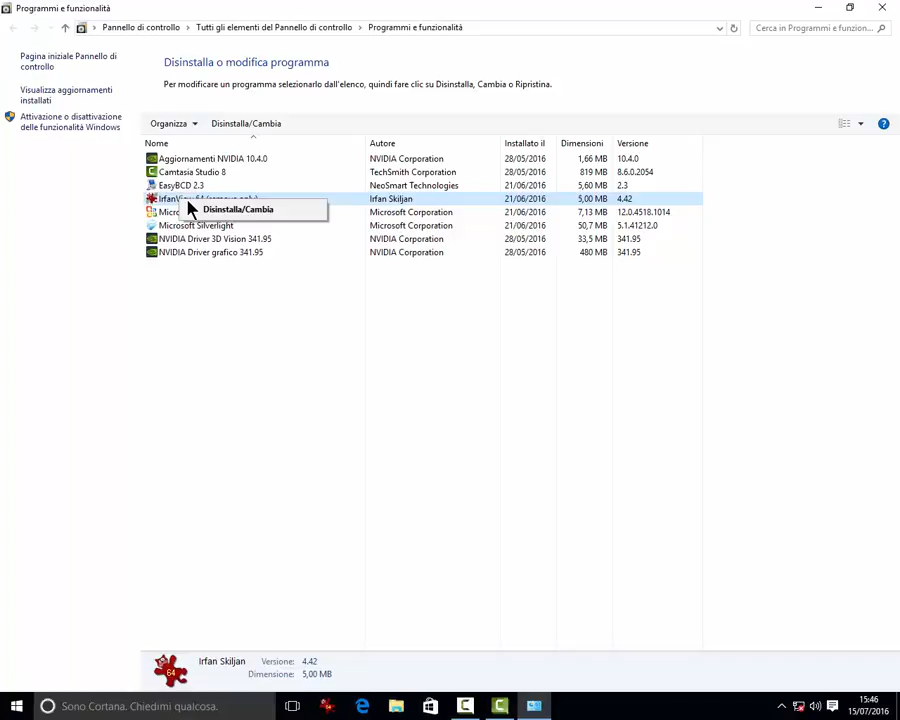 Programmi e funzionalità
Pannello di controllo > Tutti gli elementi del Pannello di controllo > Programmi e funzionalità
Cerca in Programmi e funzion...
Pagina iniziale Pannello di
controllo
Visualizza aggiornamenti
installati
Attivazione o disattivazione
delle funzionalità Windows
Disinstalla o modifica programma
Per modificare un programma selezionarlo dall'elenco, quindi fare clic su Disinstalla, Cambia o Ripristina.
Organizza Disinstalla/Cambia
Nome Autore Installato il Dimensioni Versione
Aggiornamenti NVIDIA 10.4.0 NVIDIA Corporation 28/05/2016 1,66 MB 10.4.0
Camtasia Studio 8 TechSmith Corporation 28/05/2016 819 MB 8.6.0.2054
EasyBCD 2.3 NeoSmart Technologies 21/06/2016 5,60 MB 2.3
IrfanView 64 (remove only) Irfan Skiljan 21/06/2016 5,00 MB 4.42
Disinstalla/Cambia
Micro Microsoft Corporation 21/06/2016 7,13 MB 12.0.4518.1014
Microsoft Silverlight Microsoft Corporation 21/06/2016 50,7 MB 5.1.41212.0
NVIDIA Driver 3D Vision 341.95 NVIDIA Corporation 28/05/2016 33,5 MB 341.95
NVIDIA Driver grafico 341.95 NVIDIA Corporation 28/05/2016 480 MB 341.95
64
Irfan Skiljan Versione: 4.42
Dimensione: 5,00 MB
Sono Cortana. Chiedimi qualcosa.
15:46
15/07/2016